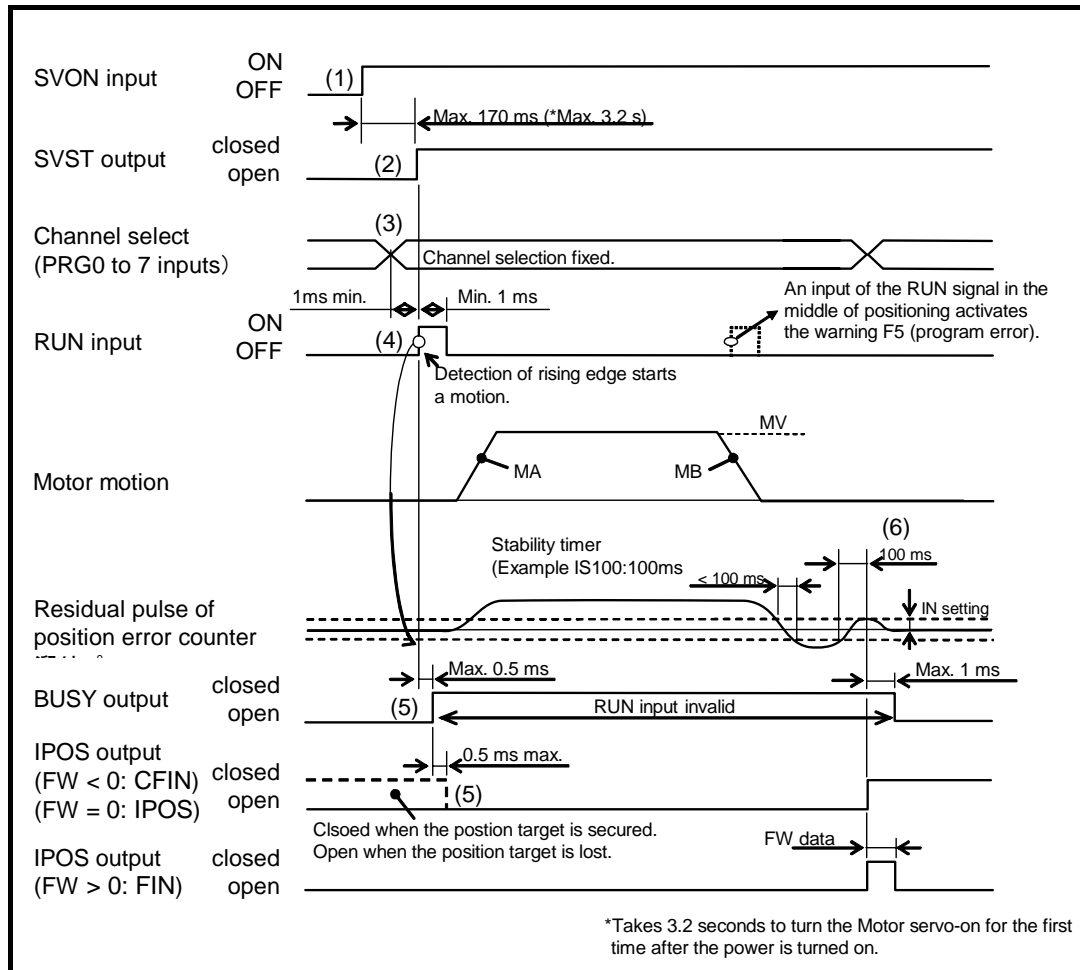 SVON input
ON
OFF
(1)
Max. 170 ms (*Max. 3.2 s)
SVST output
closed
open
(2)
Channel select
(PRG0 to 7 inputs)
(3)
Channel selection fixed.
1ms min.
Min. 1 ms
An input of the RUN signal in the
middle of positioning activates
the warning F5 (program error).
RUN input
ON
OFF
(4)
Detection of rising edge starts
a motion.
Motor motion
MV
MA
MB
(6)
Stability timer
(Example IS100:100ms
< 100 ms
100 ms
IN setting
Residual pulse of
position error counter
Max. 0.5 ms
Max. 1 ms
BUSY output
closed
open
(5)
RUN input invalid
IPOS output
(FW < 0: CFIN)
(FW = 0: IPOS)
closed
open
0.5 ms max.
(5)
Clsoed when the postion target is secured.
Open when the position target is lost.
FW data
IPOS output
(FW > 0: FIN)
closed
open
*Takes 3.2 seconds to turn the Motor servo-on for the first
time after the power is turned on.